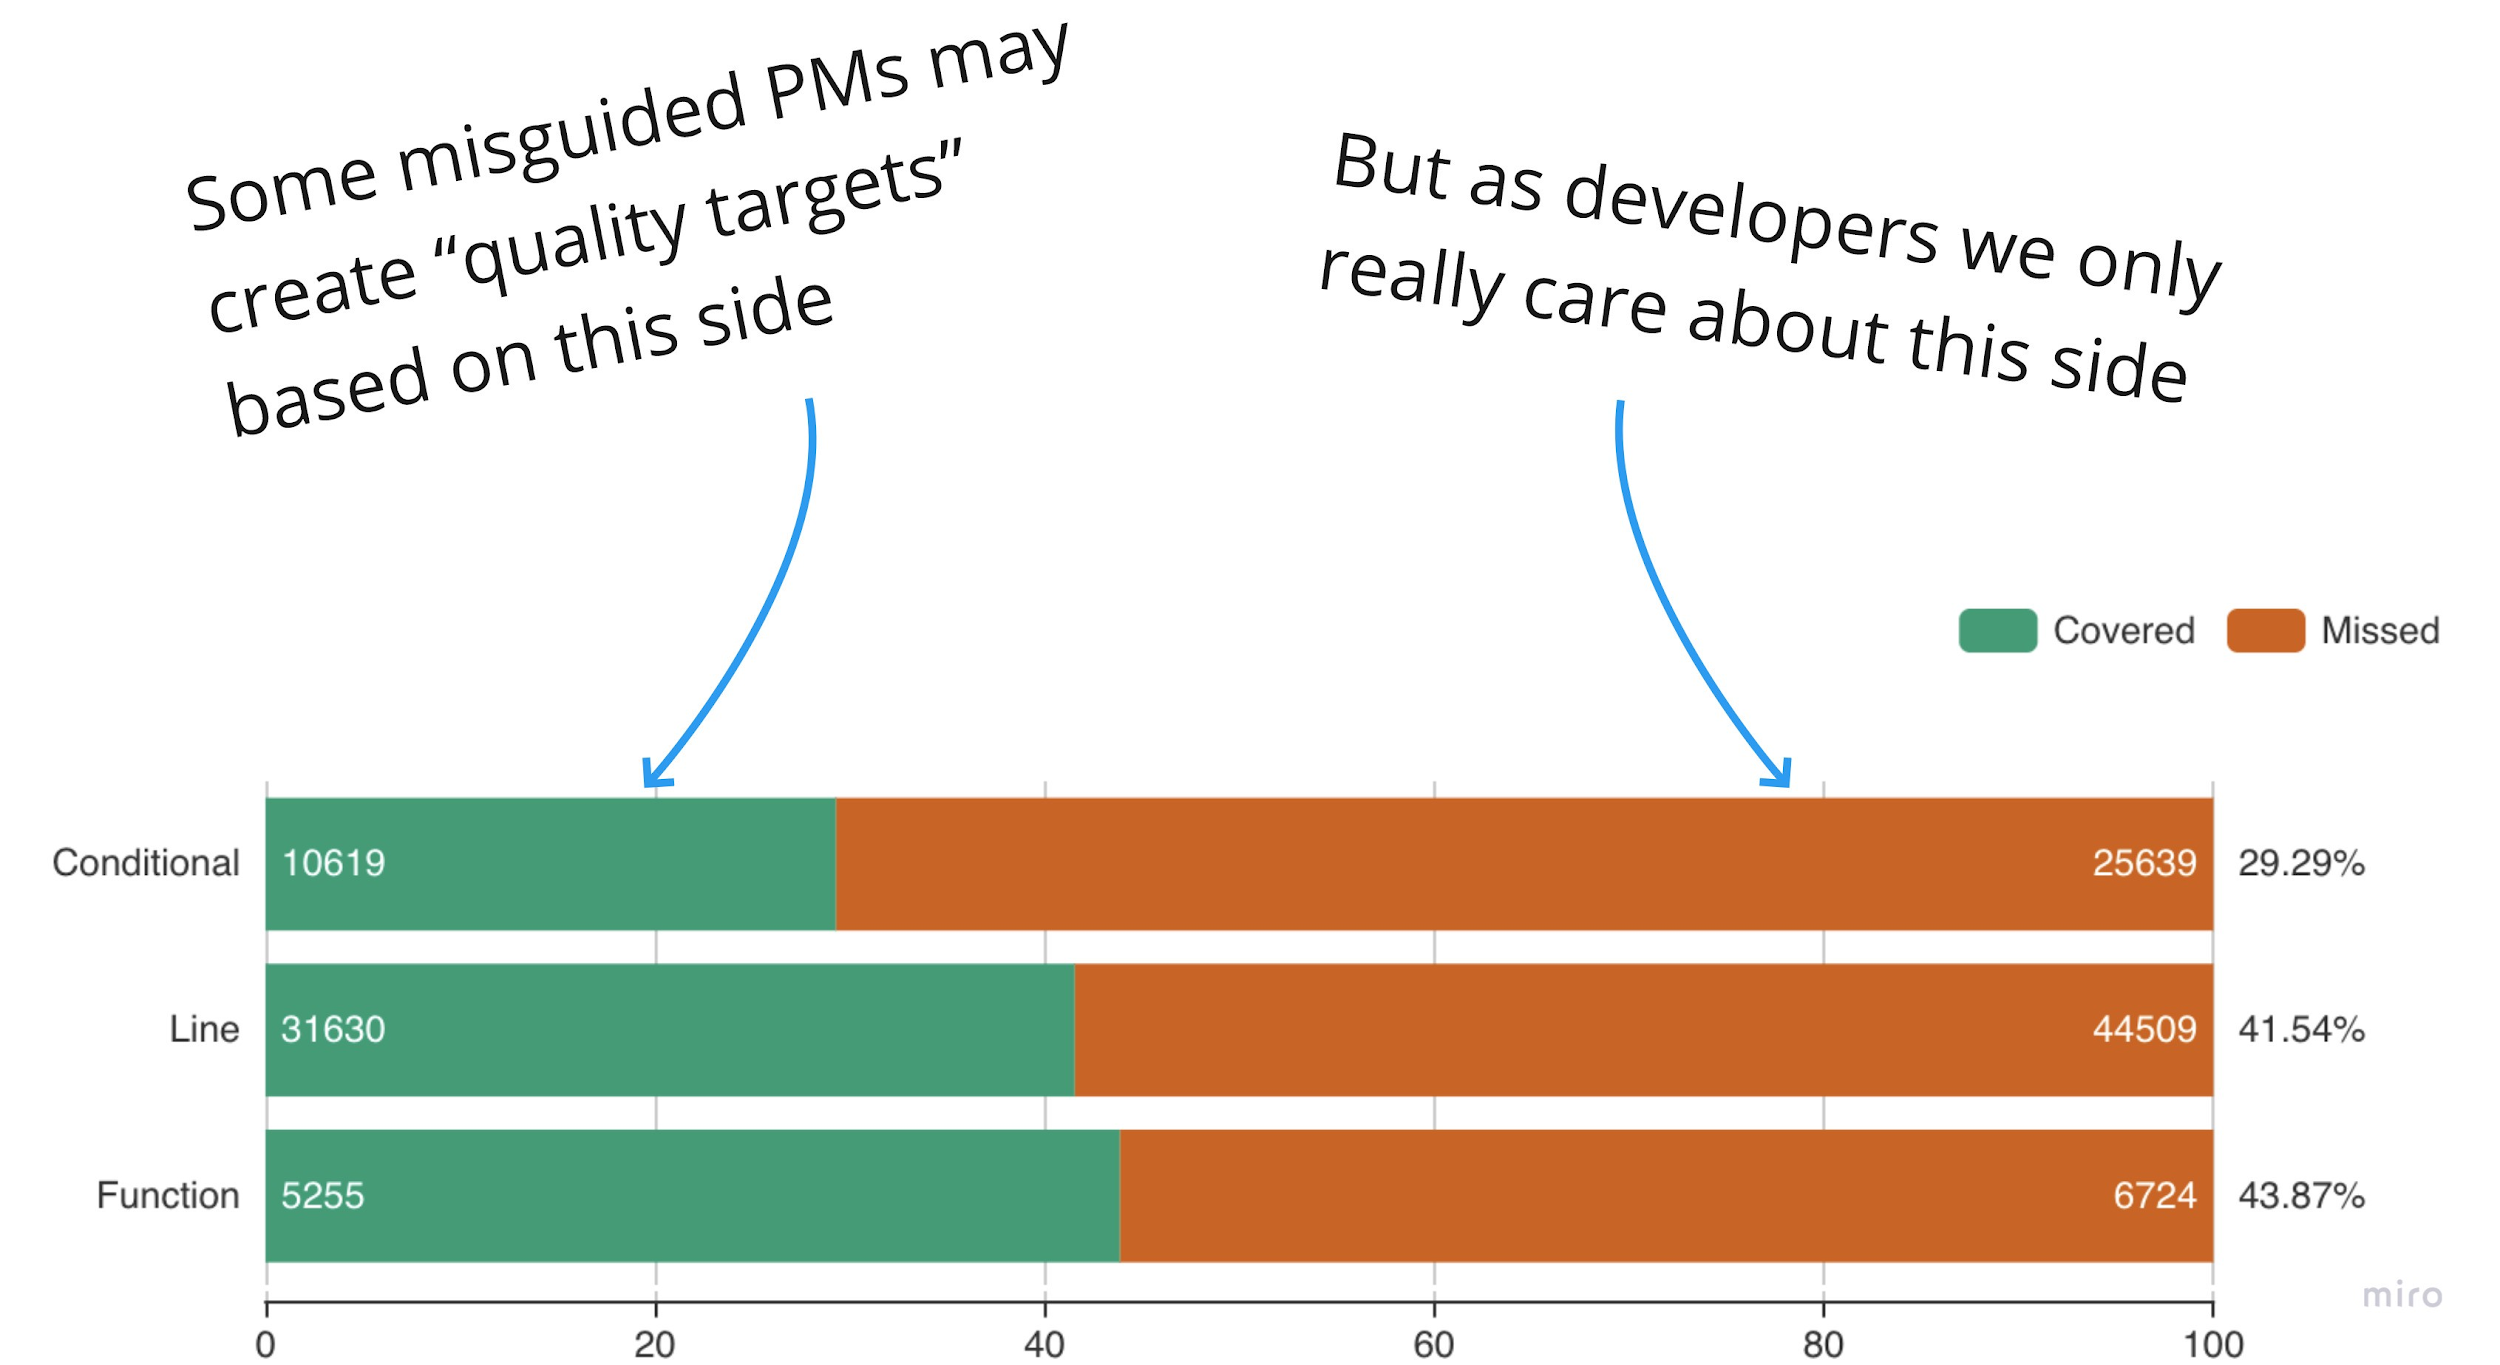 Some misguided PMs may
create “quality targets”
based on this side
But as developers we only
really care about this side
Covered Missed
Conditional 10619 25639 29.29%
Line 31630 44509 41.54%
Function 5255 6724 43.87%
miro
0 20 40 60 80 100